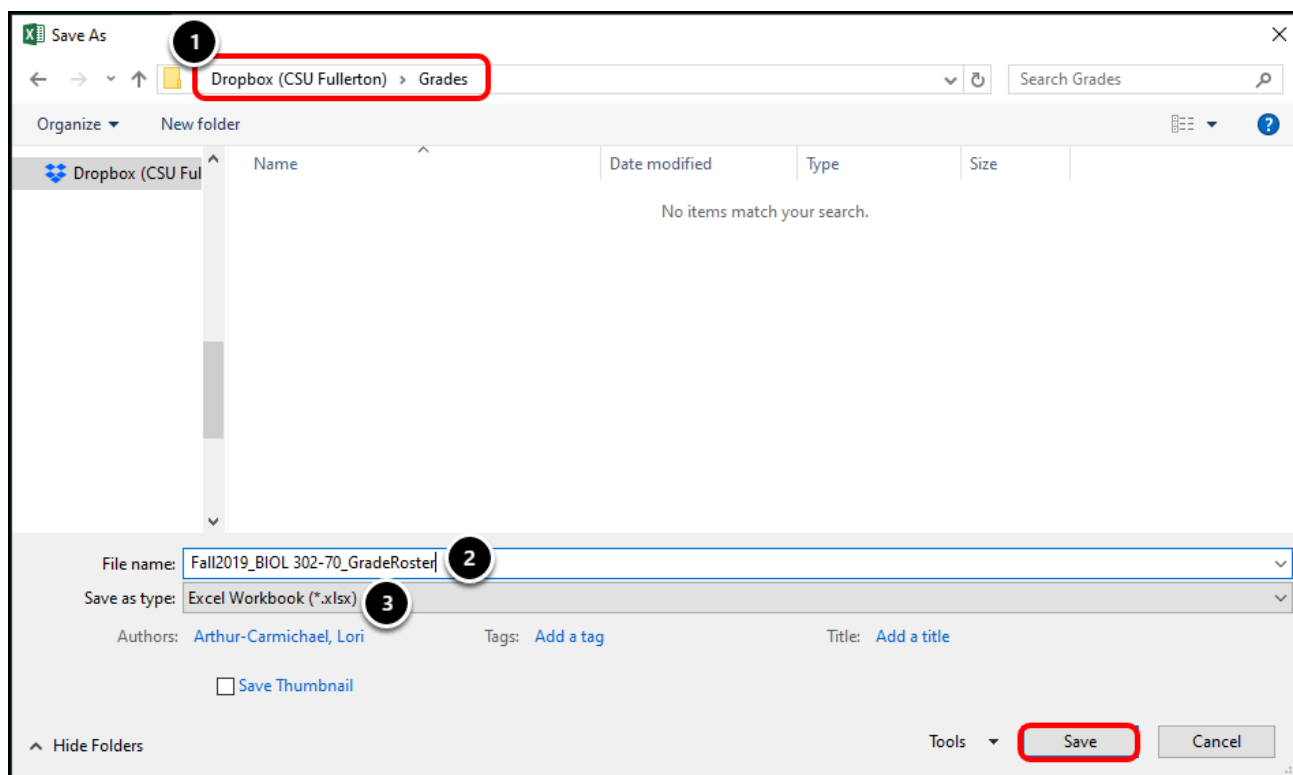 Save As
1
Dropbox (CSU Fullerton) > Grades
Search Grades
Organize
New folder
?
Dropbox (CSU Ful
Name
Date modified
Type
Size
No items match your search.
File name: Fall2019_BIOL 302-70_GradeRoster 2
Save as type: Excel Workbook (*.xlsx) 3
Authors: Arthur-Carmichael, Lori
Tags: Add a tag
Title: Add a title
Save Thumbnail
Hide Folders
Tools
Save
Cancel